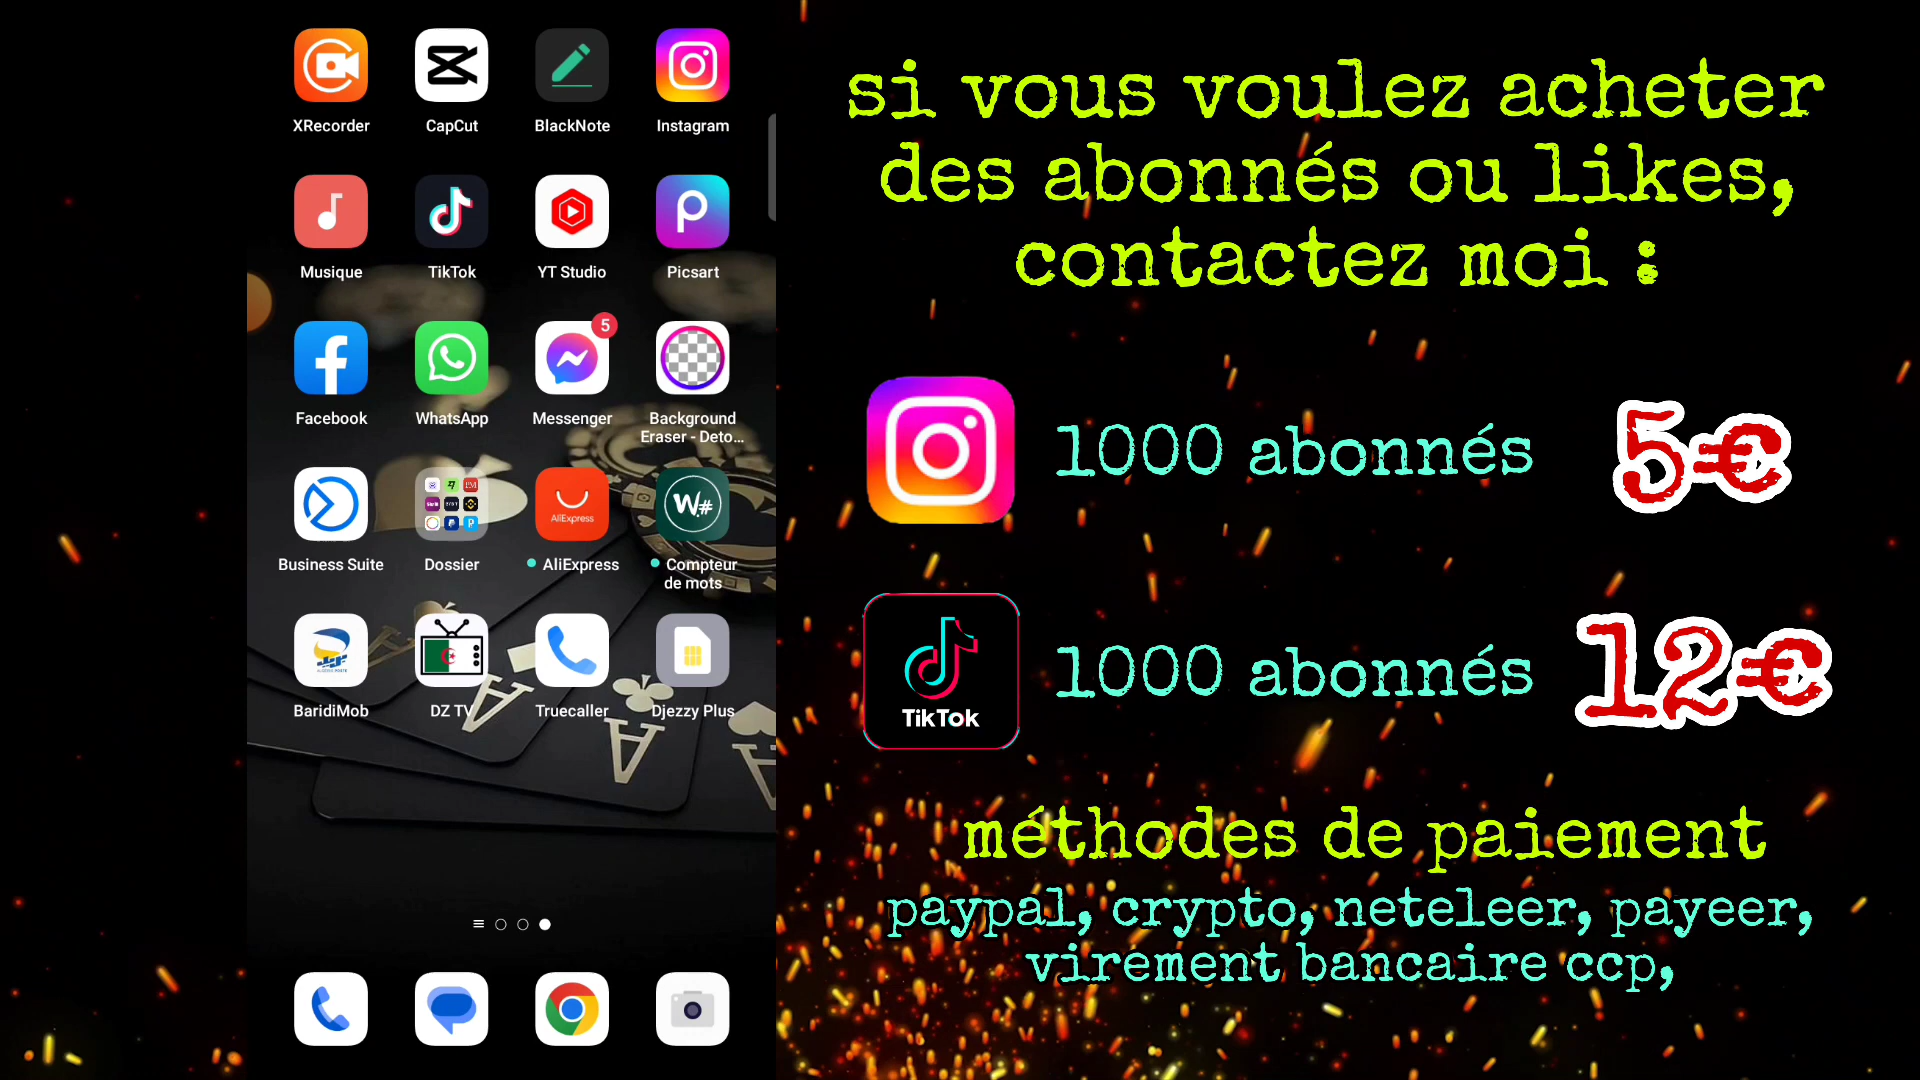 XRecorder
CapCut
BlackNote
Instagram
Musique
TikTok
YT Studio
Picsart
5
Facebook
WhatsApp
Messenger
Background
Eraser - Deto...
AliExpress
W.#
Business Suite
Dossier
AliExpress
Compteur
de mots
BaridiMob
DZ TV
Truecaller
Djezzy Plus
si vous voulez acheter
des abonnés ou likes,
contactez moi :
1000 abonnés 5€
TikTok
1000 abonnés 12€
méthodes de paiement
paypal, crypto, neteleer, payeer,
virement bancaire ccp,